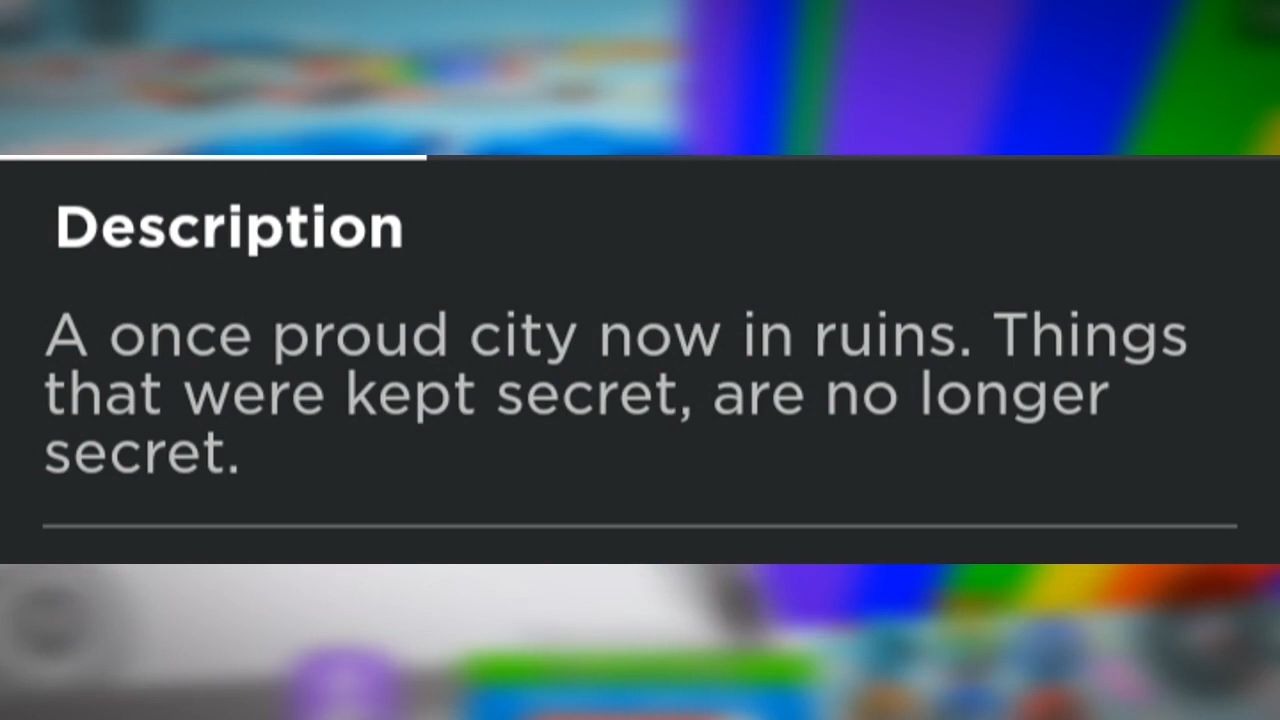 Description
A once proud city now in ruins. Things
that were kept secret, are no longer
secret.